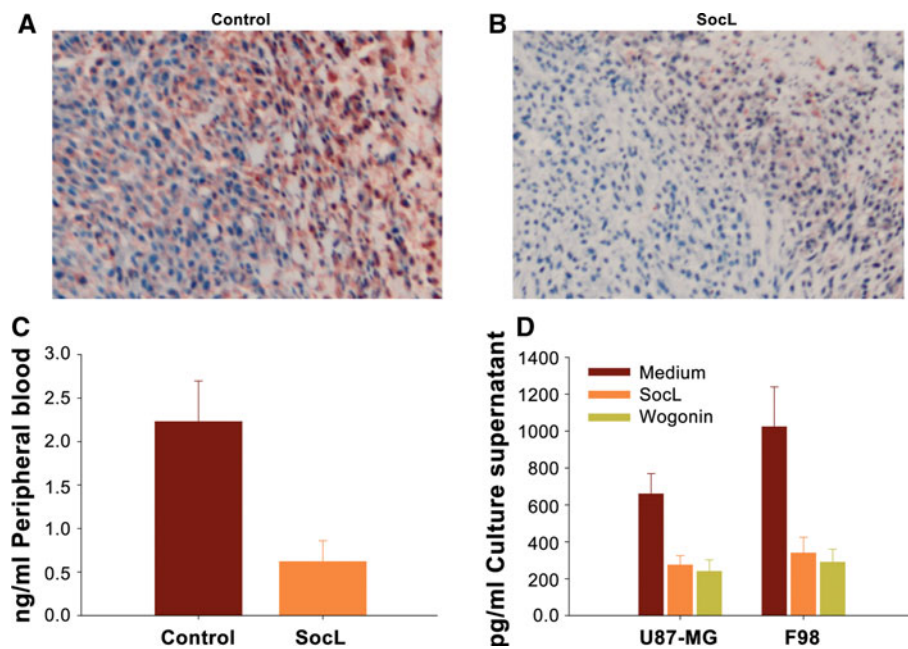 A
Control
B
SocL
C
ng/ml Peripheral blood
3.0
2.5
2.0
1.5
1.0
0.5
0.0
Control
SocL
D
pg/ml Culture supernatant
1400
1200
1000
800
600
400
200
0.0
Medium
SocL
Wogonin
U87-MG
F98